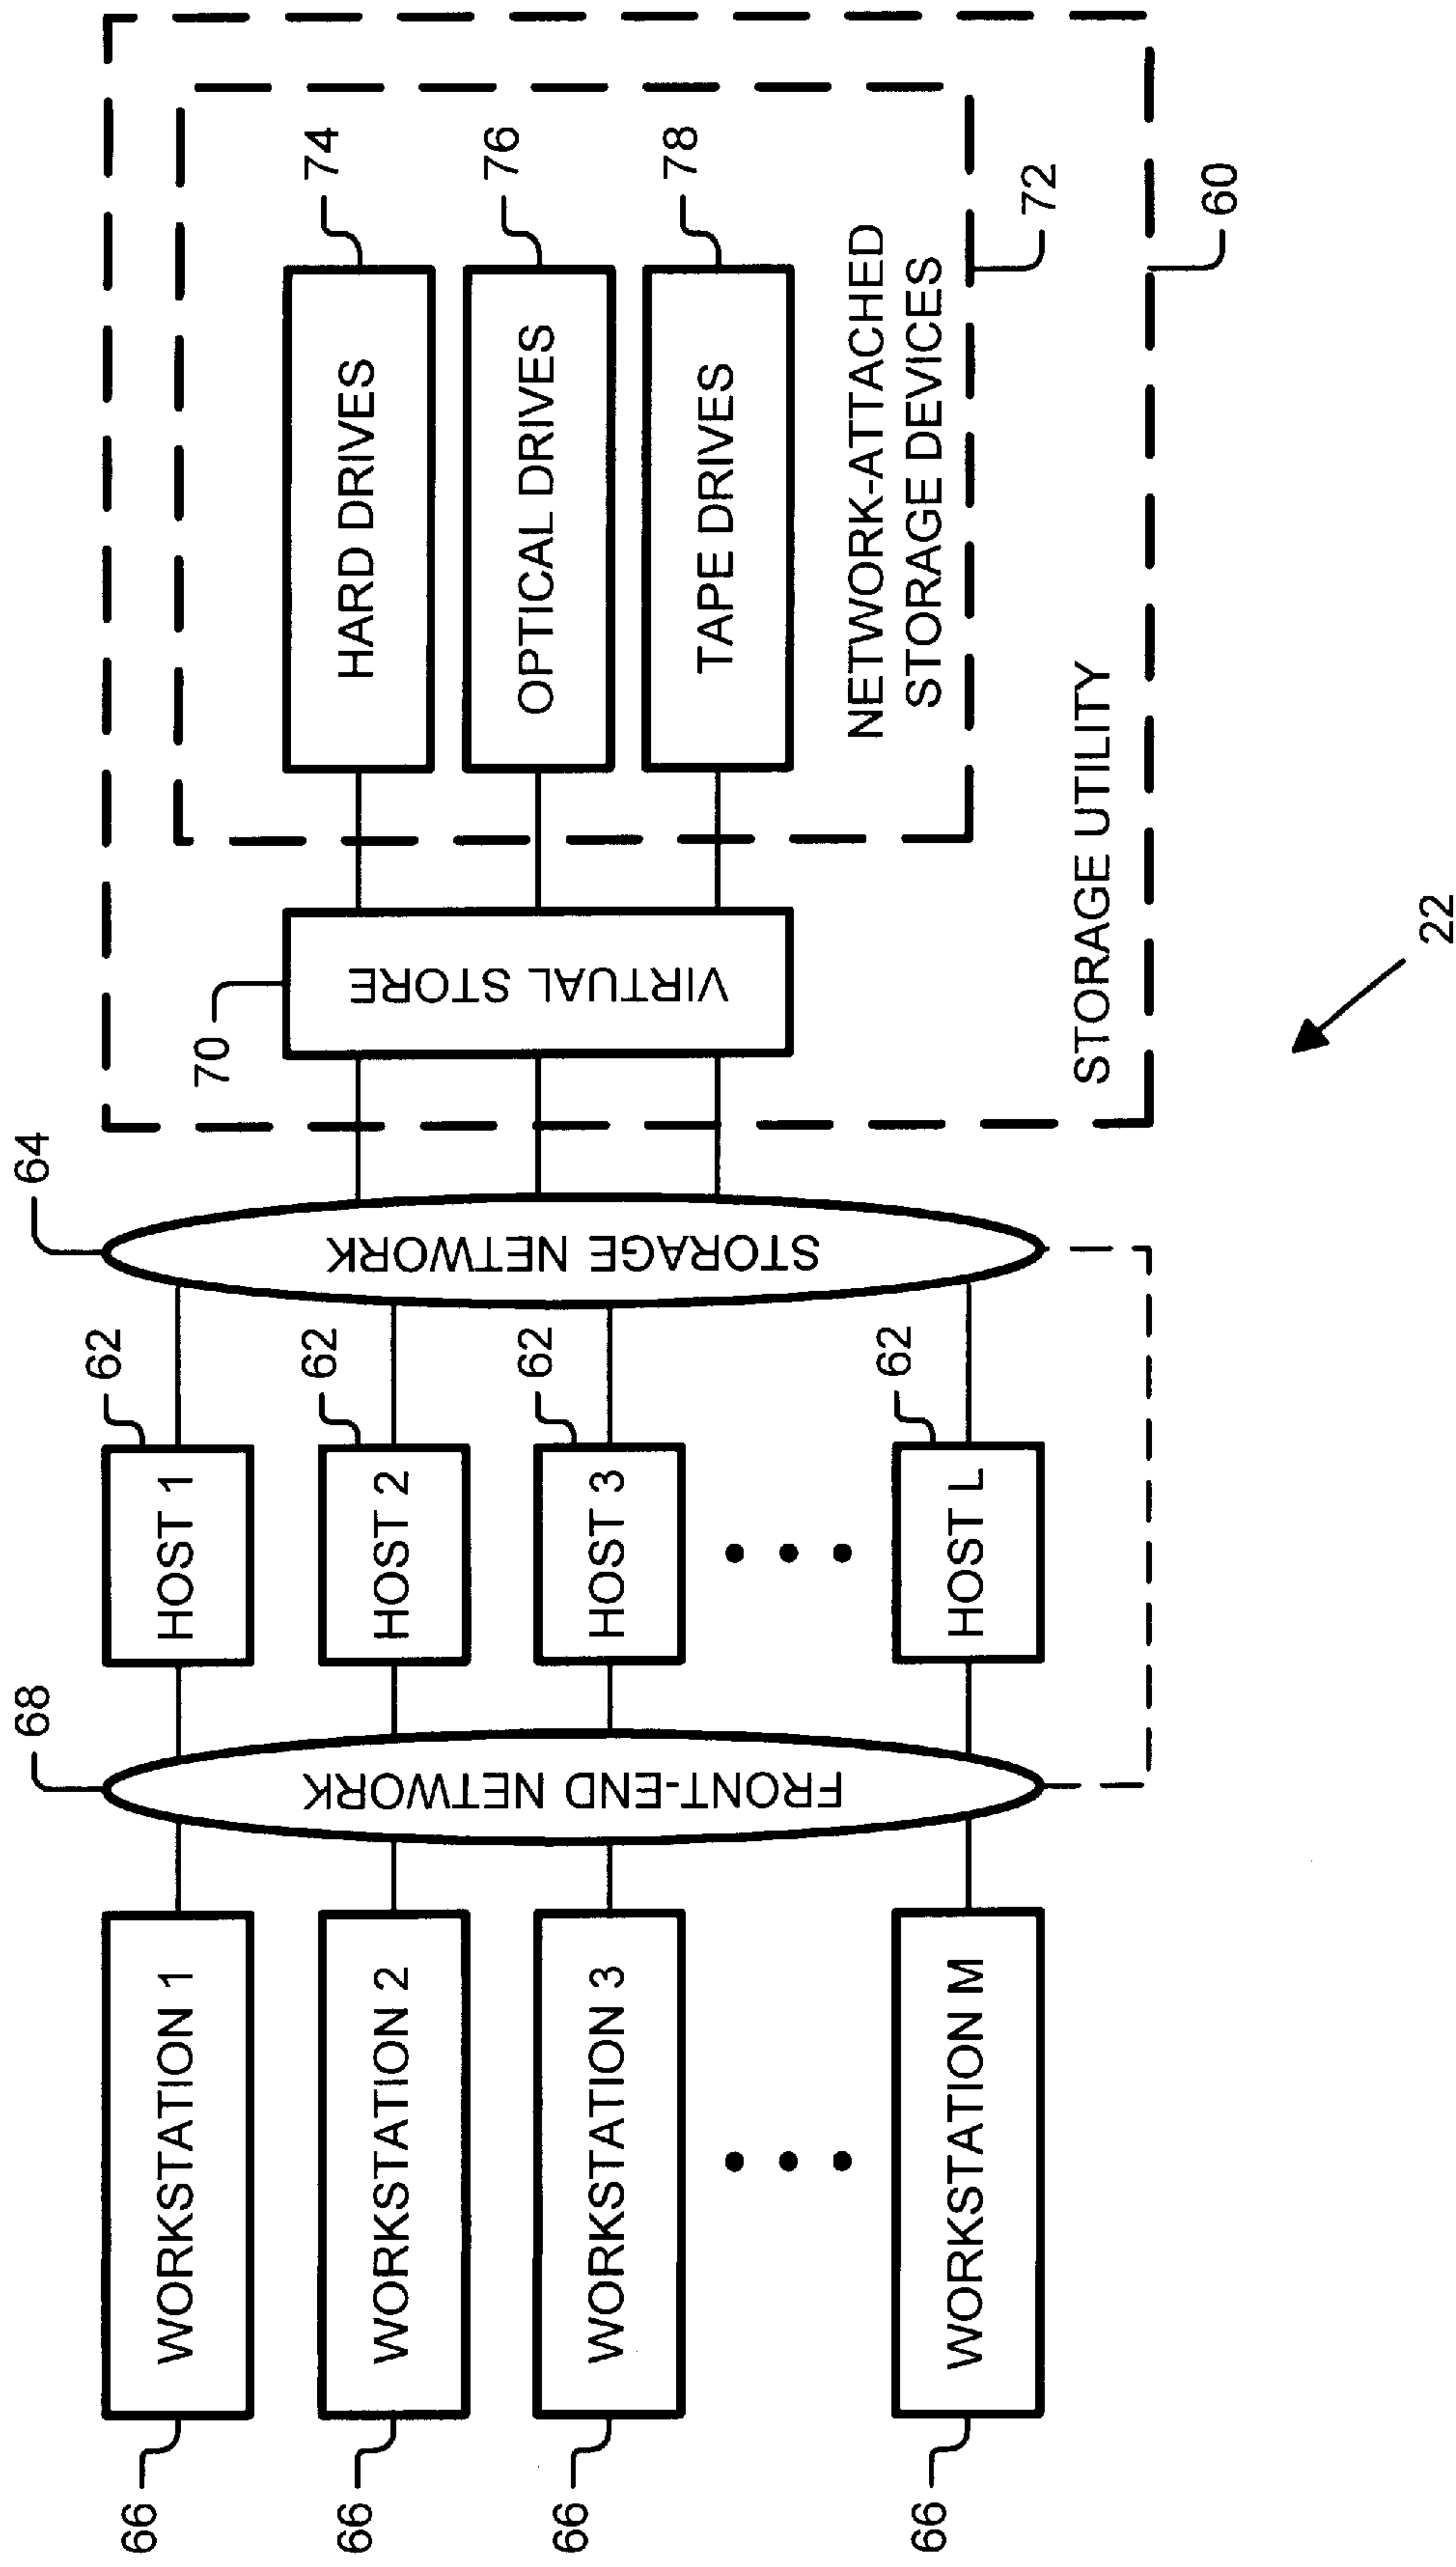 66
WORKSTATION 1
66
WORKSTATION 2
66
WORKSTATION 3
66
WORKSTATION M
68
FRONT-END NETWORK
62
HOST 1
62
HOST 2
62
HOST 3
62
HOST L
64
STORAGE NETWORK
70
VIRTUAL STORE
HARD DRIVES
74
OPTICAL DRIVES
76
TAPE DRIVES
78
NETWORK-ATTACHED
STORAGE DEVICES
72
STORAGE UTILITY
60
22